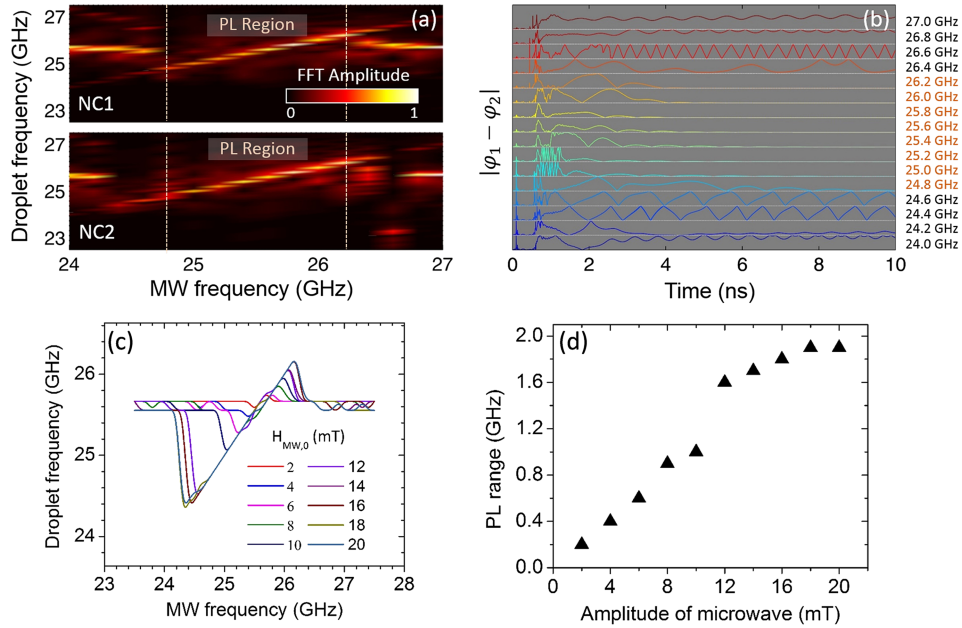 (a)
PL Region
FFT Amplitude
0 1
NC1
PL Region
NC2
27
25
23
27
25
23
Droplet frequency (GHz)
24 25 26 27
MW frequency (GHz)
(b)
|φ1 − φ2|
27.0 GHz
26.8 GHz
26.6 GHz
26.4 GHz
26.2 GHz
26.0 GHz
25.8 GHz
25.6 GHz
25.4 GHz
25.2 GHz
25.0 GHz
24.8 GHz
24.6 GHz
24.4 GHz
24.2 GHz
24.0 GHz
0 2 4 6 8 10
Time (ns)
(c)
26
25
24
Droplet frequency (GHz)
HMW,0 (mT)
2 12
4 14
6 16
8 18
10 20
23 24 25 26 27 28
MW frequency (GHz)
(d)
2.0
1.6
1.2
0.8
0.4
0.0
PL range (GHz)
0 4 8 12 16 20
Amplitude of microwave (mT)